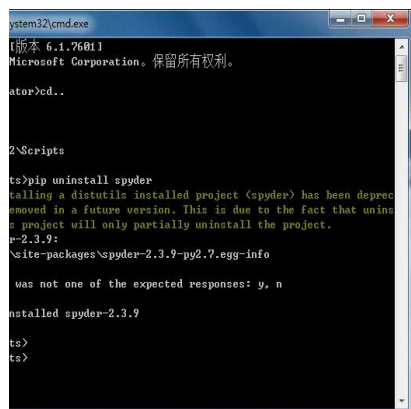 ystem32\cmd.exe
[版本 6.1.7601]
Microsoft Corporation。保留所有权利。
ator>cd..
2\Scripts
ts>pip uninstall spyder
talling a distutils installed project (spyder) has been deprec
emoved in a future version. This is due to the fact that unins
s project will only partially uninstall the project.
r-2.3.9:
\site-packages\spyder-2.3.9-py2.7.egg-info
was not one of the expected responses: y, n
nstalled spyder-2.3.9
ts>
ts>